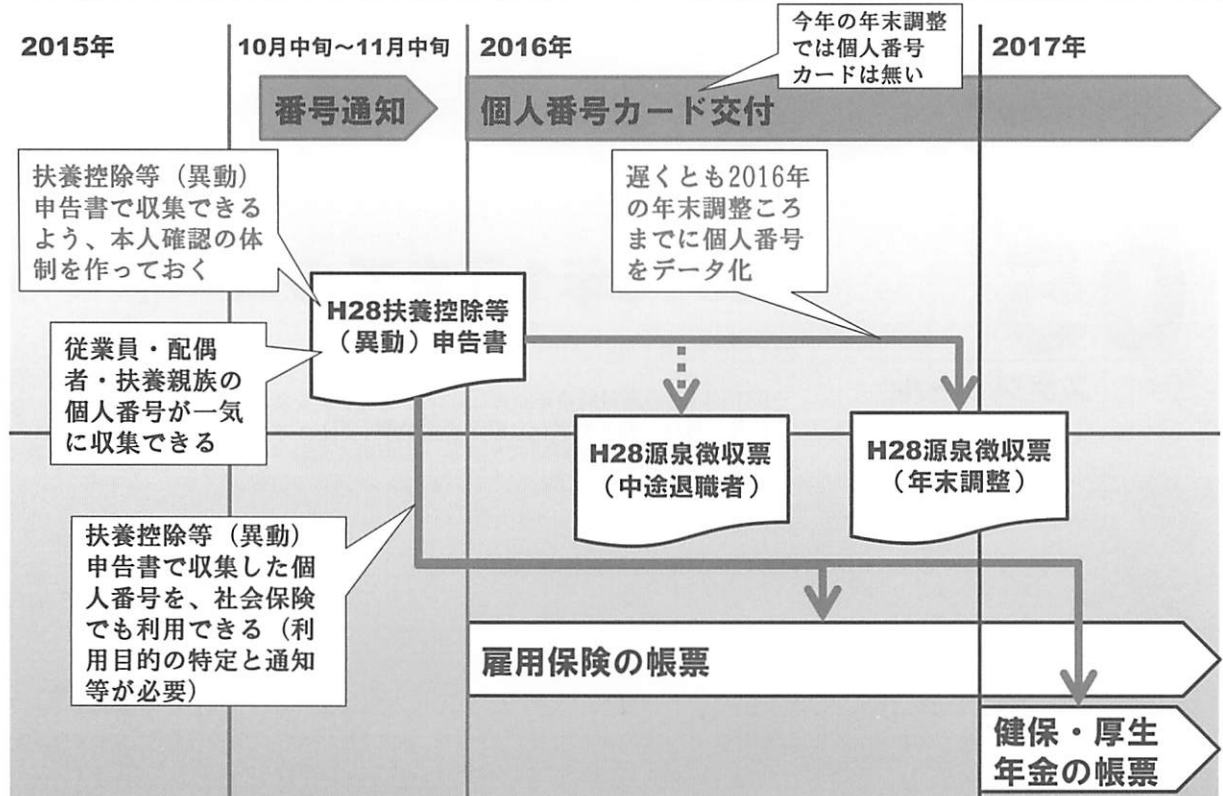 2015年
10月中旬～11月中旬
2016年
今年の年末調整
では個人番号
カードは無い
2017年
番号通知
個人番号カード交付
扶養控除等（異動）
申告書で収集できる
よう、本人確認の体
制を作っておく
遅くとも2016年
の年末調整ころ
までに個人番号
をデータ化
H28扶養控除等
（異動）申告書
従業員・配偶
者・扶養親族の
個人番号が一気
に収集できる
H28源泉徴収票
（中途退職者）
H28源泉徴収票
（年末調整）
扶養控除等（異動）
申告書で収集した個
人番号を、社会保険
でも利用できる（利
用目的の特定と通知
等が必要）
雇用保険の帳票
健保・厚生
年金の帳票